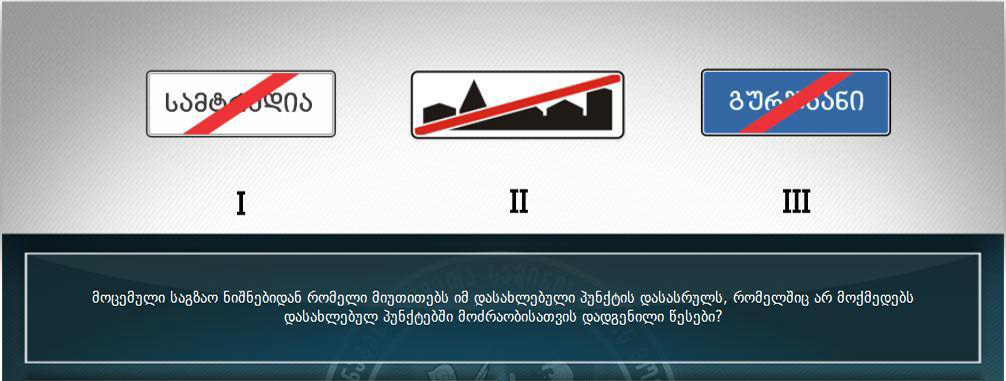 სამტრედია
გურჯაანი
I
II
III
მოცემული საგზაო ნიშნებიდან რომელი მიუთითებს იმ დასახლებული პუნქტის დასასრულს, რომელშიც არ მოქმედებს
დასახლებულ პუნქტებში მოძრაობისათვის დადგენილი წესები?